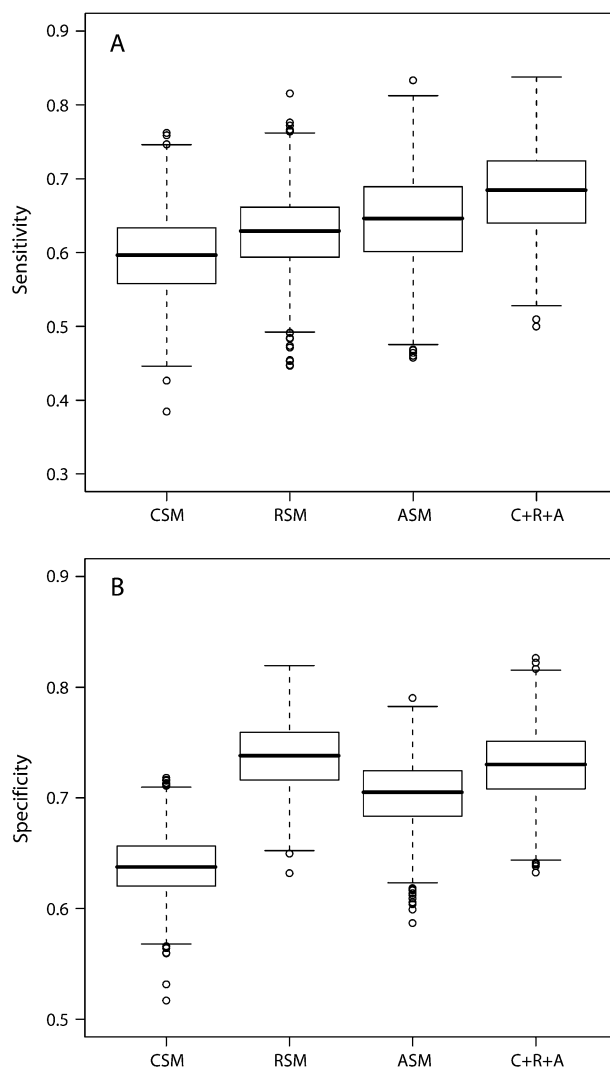 A
0.9
0.8
0.7
0.6
0.5
0.4
0.3
Sensitivity
CSM RSM ASM C+R+A
B
0.9
0.8
0.7
0.6
0.5
Specificity
CSM RSM ASM C+R+A